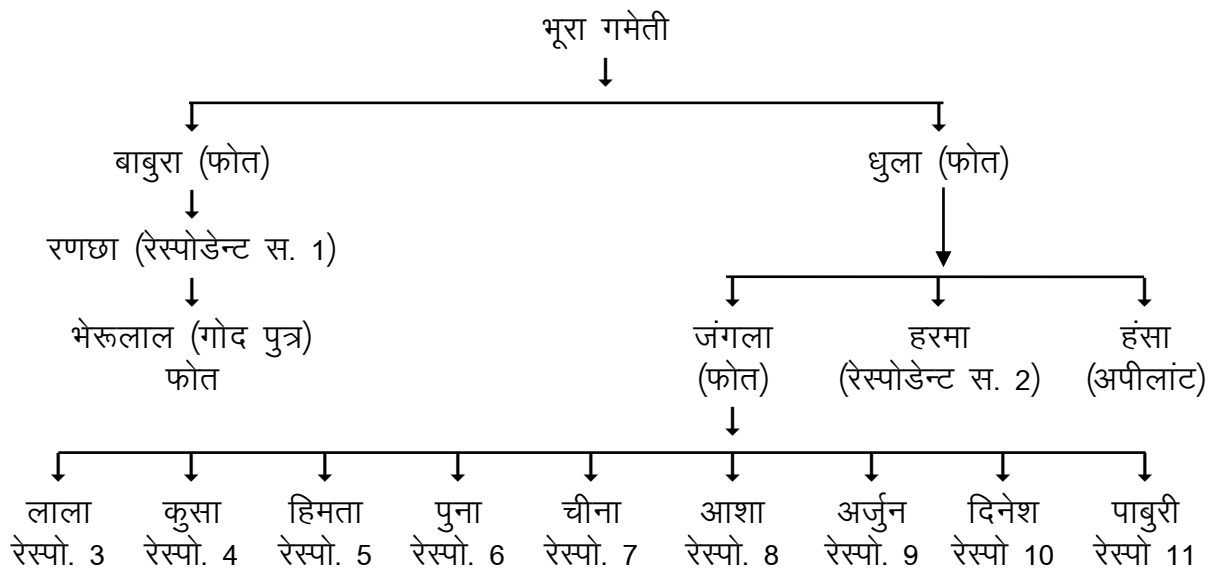 भूरा गमेती
बाबुरा (फोत) धुला (फोत)
रणछा (रेस्पोडेन्ट स. 1)
भेरूलाल (गोद पुत्र) जंगला हरमा हंसा
फोत (फोत) (रेस्पोडेन्ट स. 2) (अपीलांट)
लाला कुसा हिमता पुना चीना आशा अर्जुन दिनेश पाबुरी
रेस्पो. 3 रेस्पो. 4 रेस्पो. 5 रेस्पो. 6 रेस्पो. 7 रेस्पो. 8 रेस्पो. 9 रेस्पो 10 रेस्पो 11